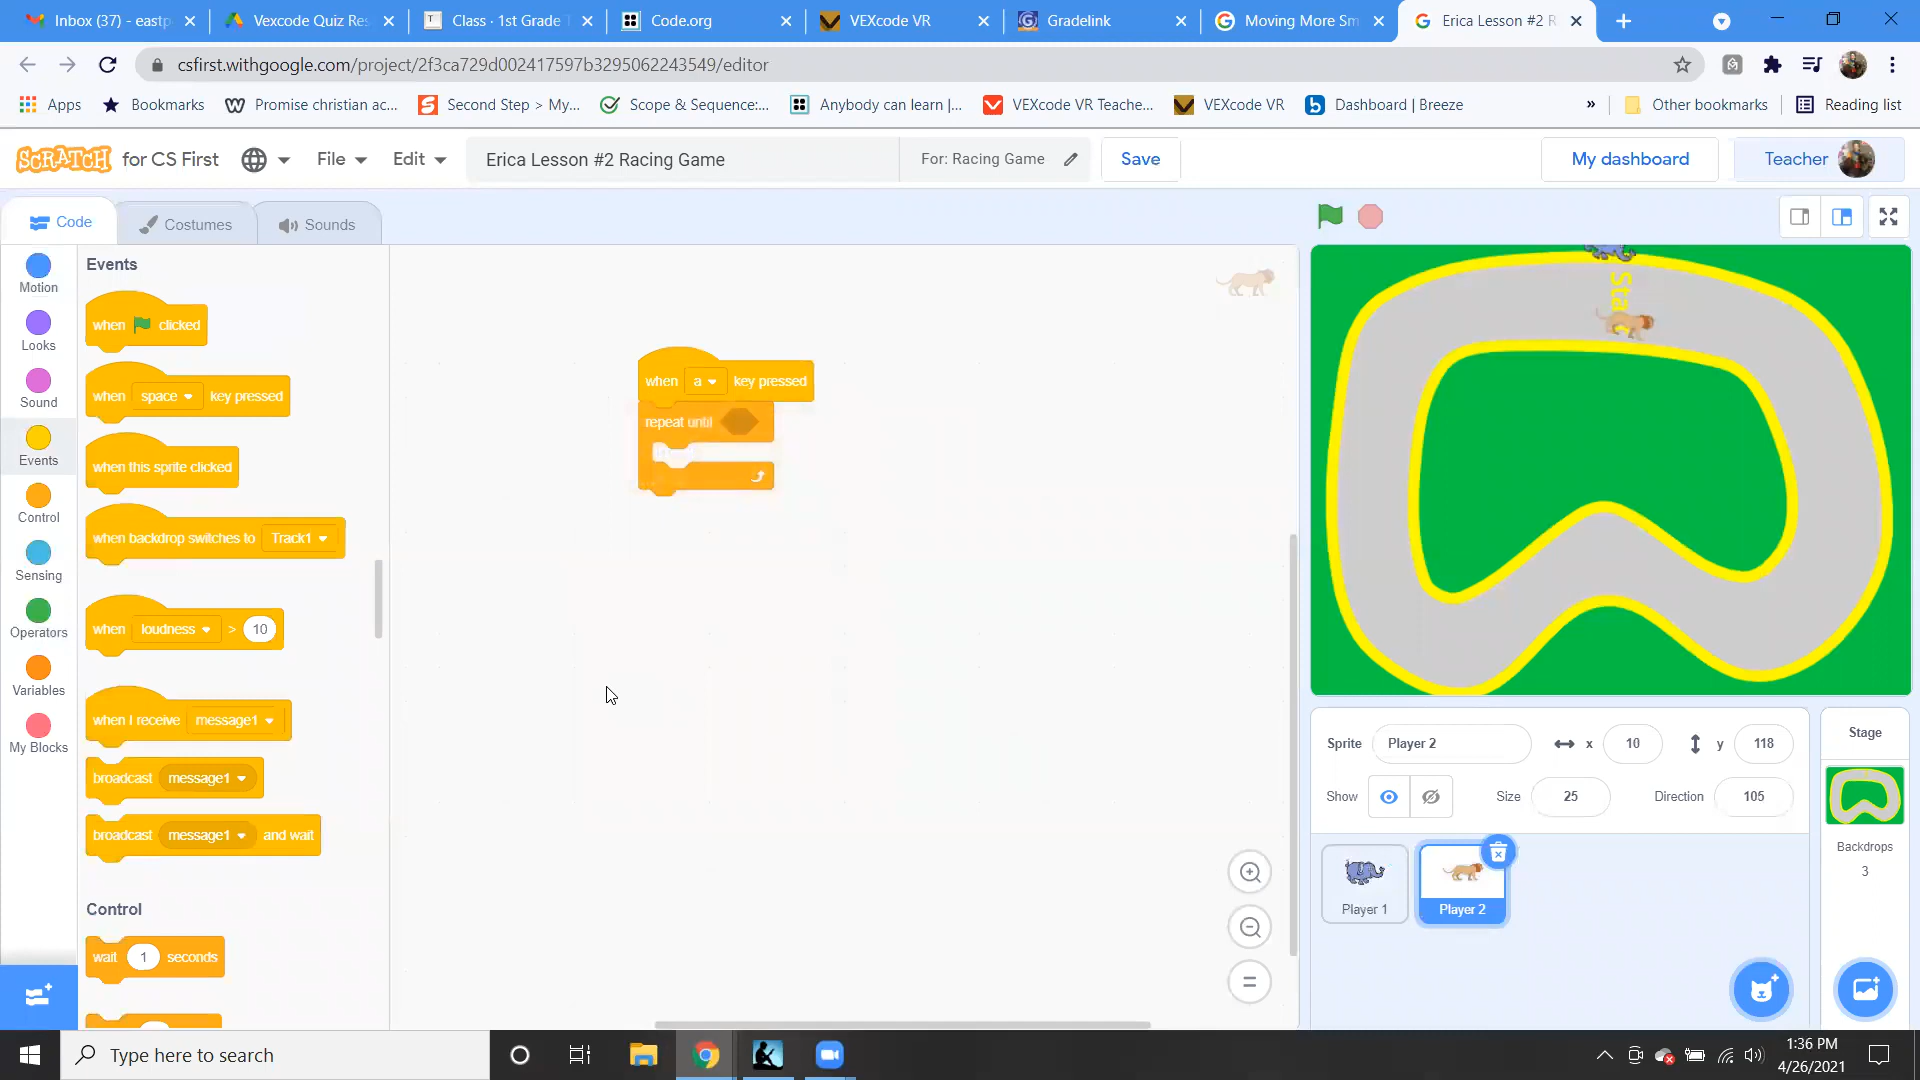 Inbox (37) - eastp
Vexcode Quiz Res
Class · 1st Grade T
Code.org
VEXcode VR
Gradelink
Moving More Sm
Erica Lesson #2 R
csfirst.withgoogle.com/project/2f3ca729d002417597b3295062243549/editor
Apps
Bookmarks
Promise christian ac...
Second Step > My...
Scope & Sequence:...
Anybody can learn |...
VEXcode VR Teache...
VEXcode VR
Dashboard | Breeze
»
Other bookmarks
Reading list
SCRATCH for CS First
File
Edit
Erica Lesson #2 Racing Game
For: Racing Game
Save
My dashboard
Teacher
Code
Costumes
Sounds
Motion
Looks
Sound
Events
Control
Sensing
Operators
Variables
My Blocks
Events
when clicked
when space key pressed
when this sprite clicked
when backdrop switches to Track1
when loudness > 10
when I receive message1
broadcast message1
broadcast message1 and wait
Control
wait 1 seconds
when a key pressed
repeat until
Sprite
Player 2
x
10
y
118
Show
Size
25
Direction
105
Player 1
Player 2
Stage
Backdrops
3
Type here to search
1:36 PM
4/26/2021